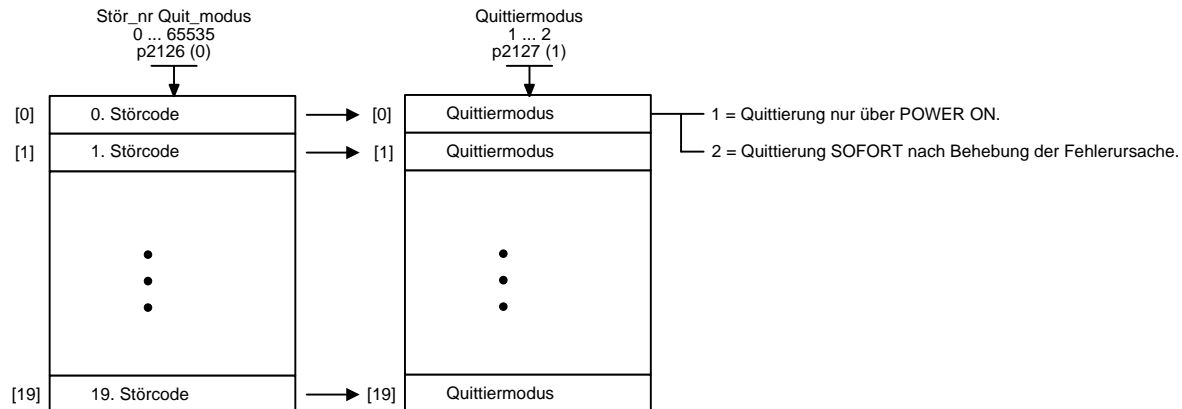 Stör_nr Quit_modus
0 ... 65535
p2126 (0)
Quittiermodus
1 ... 2
p2127 (1)
[0] 0. Störcode [0] Quittiermodus 1 = Quittierung nur über POWER ON.
[1] 1. Störcode [1] Quittiermodus 2 = Quittierung SOFORT nach Behebung der Fehlerursache.
[19] 19. Störcode [19] Quittiermodus